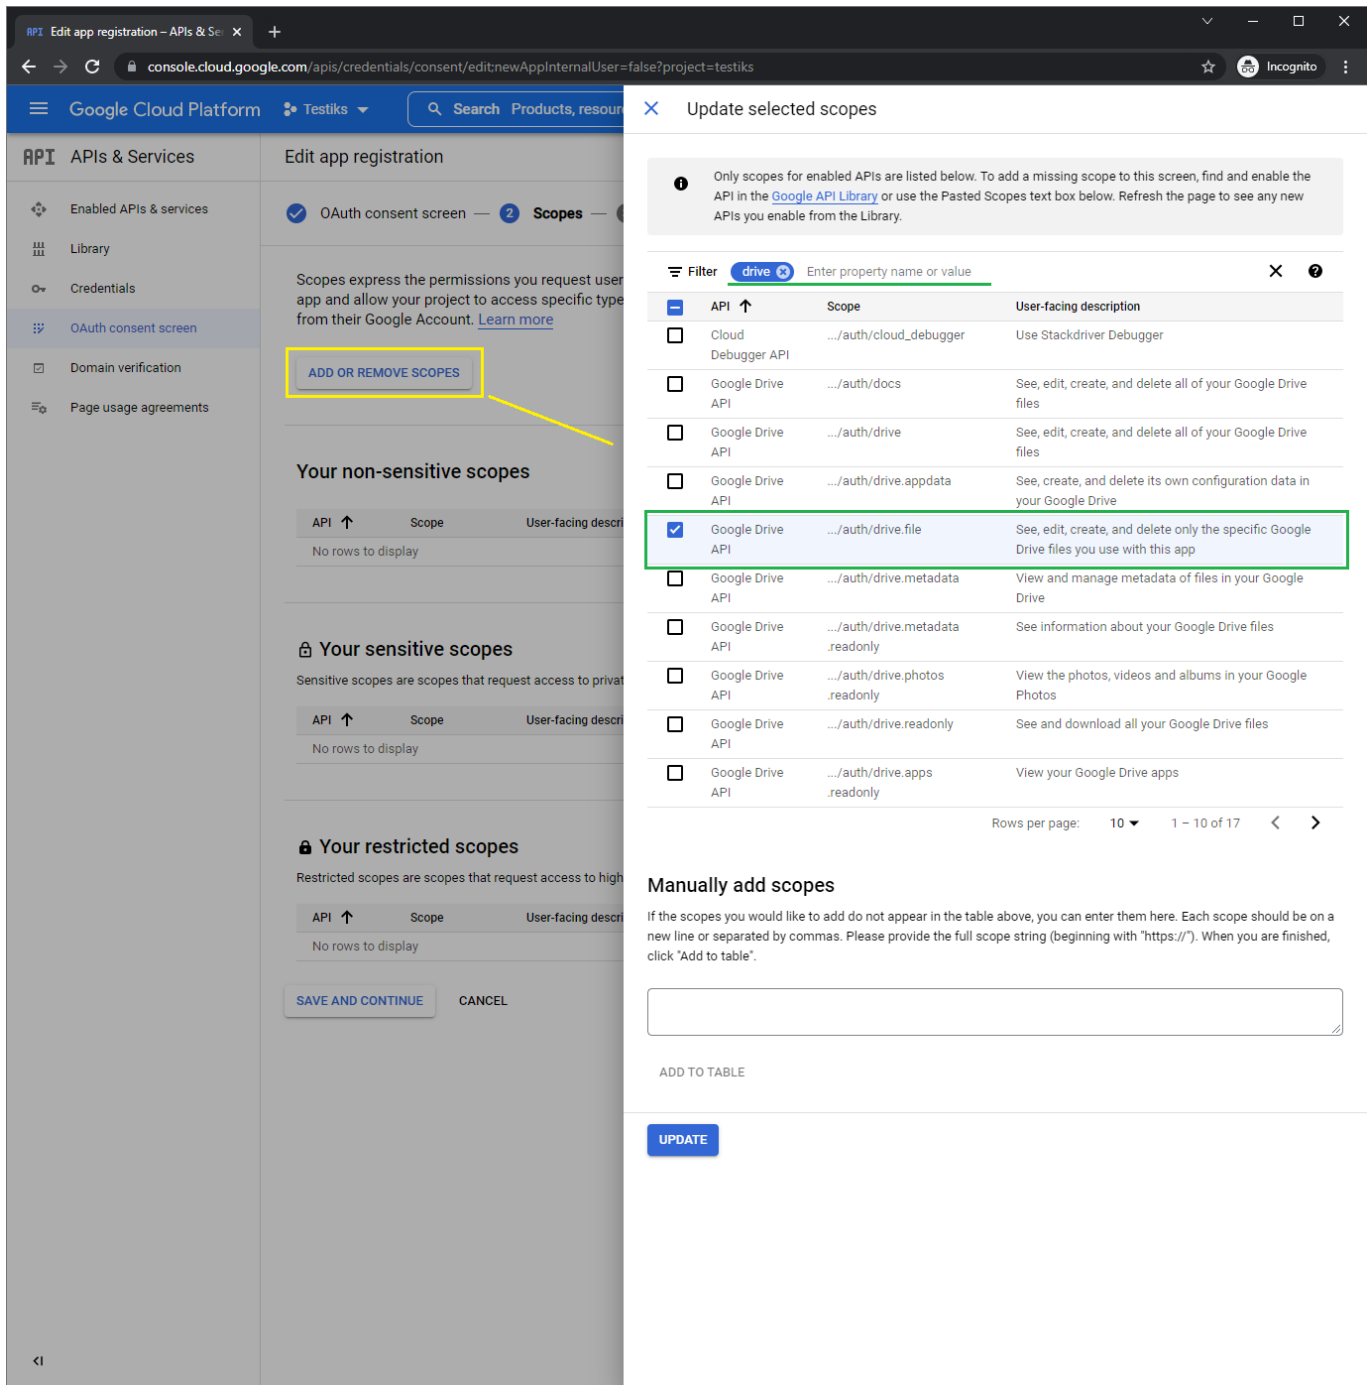 API Edit app registration – APIs & Se
console.cloud.google.com/apis/credentials/consent/edit;newAppInternalUser=false?project=testiks
Incognito
Google Cloud Platform
Testiks
Search Products, resour
API APIs & Services
Enabled APIs & services
Library
Credentials
OAuth consent screen
Domain verification
Page usage agreements
Edit app registration
OAuth consent screen — 2 Scopes —
Scopes express the permissions you request user
app and allow your project to access specific type
from their Google Account. Learn more
ADD OR REMOVE SCOPES
Your non-sensitive scopes
API Scope User-facing descri
No rows to display
Your sensitive scopes
Sensitive scopes are scopes that request access to privat
API Scope User-facing descri
No rows to display
Your restricted scopes
Restricted scopes are scopes that request access to high
API Scope User-facing descri
No rows to display
SAVE AND CONTINUE CANCEL
Update selected scopes
Only scopes for enabled APIs are listed below. To add a missing scope to this screen, find and enable the
API in the Google API Library or use the Pasted Scopes text box below. Refresh the page to see any new
APIs you enable from the Library.
Filter drive Enter property name or value
API Scope User-facing description
Cloud .../auth/cloud_debugger Use Stackdriver Debugger
Debugger API
Google Drive .../auth/docs See, edit, create, and delete all of your Google Drive
API files
Google Drive .../auth/drive See, edit, create, and delete all of your Google Drive
API files
Google Drive .../auth/drive.appdata See, create, and delete its own configuration data in
API your Google Drive
Google Drive .../auth/drive.file See, edit, create, and delete only the specific Google
API Drive files you use with this app
Google Drive .../auth/drive.metadata View and manage metadata of files in your Google
API Drive
Google Drive .../auth/drive.metadata See information about your Google Drive files
API .readonly
Google Drive .../auth/drive.photos View the photos, videos and albums in your Google
API .readonly Photos
Google Drive .../auth/drive.readonly See and download all your Google Drive files
API
Google Drive .../auth/drive.apps View your Google Drive apps
API .readonly
Rows per page: 10 1 – 10 of 17
Manually add scopes
If the scopes you would like to add do not appear in the table above, you can enter them here. Each scope should be on a
new line or separated by commas. Please provide the full scope string (beginning with "https://"). When you are finished,
click "Add to table".
ADD TO TABLE
UPDATE